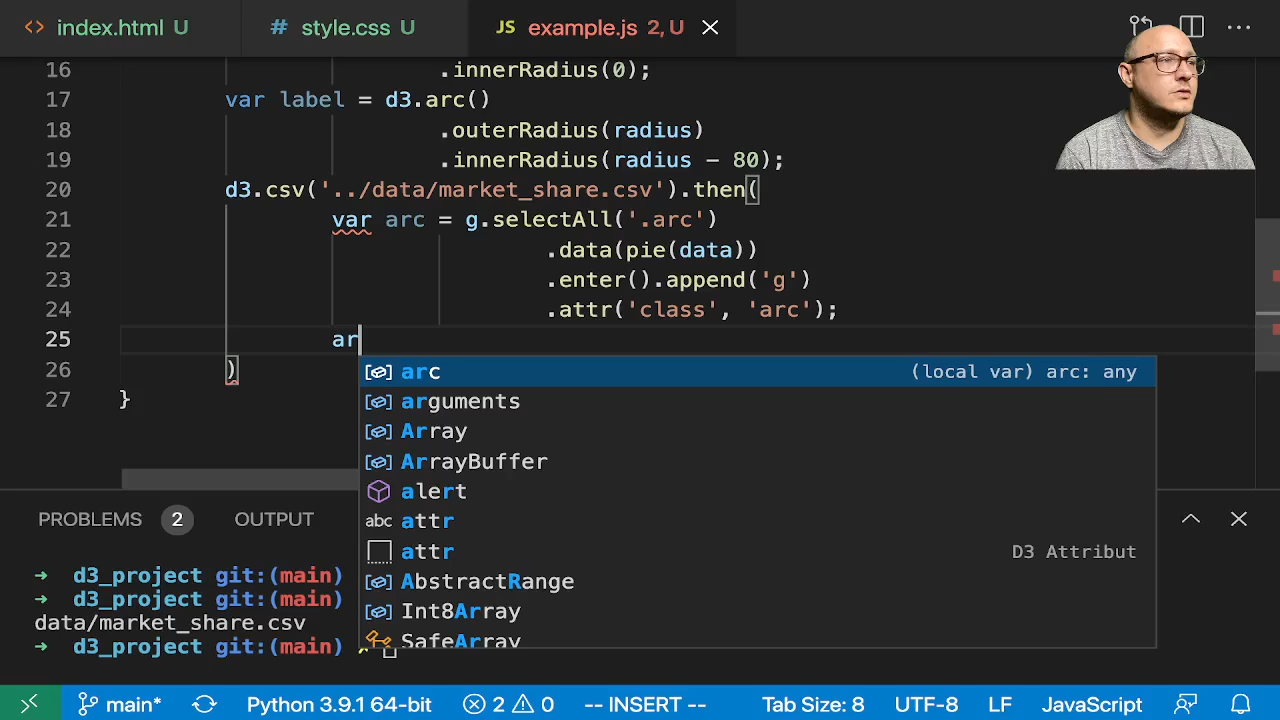 <> index.html U # style.css U JS example.js 2, U
16 .innerRadius(0);
17 var label = d3.arc()
18 .outerRadius(radius)
19 .innerRadius(radius - 80);
20 d3.csv('../data/market_share.csv').then(
21 var arc = g.selectAll('.arc')
22 .data(pie(data))
23 .enter().append('g')
24 .attr('class', 'arc');
25 ar
26 )
27 }
arc (local var) arc: any
arguments
Array
ArrayBuffer
alert
abc attr
attr D3 Attribut
AbstractRange
Int8Array
SafeArray
PROBLEMS 2 OUTPUT
→ d3_project git:(main)
→ d3_project git:(main)
data/market_share.csv
→ d3_project git:(main)
main* Python 3.9.1 64-bit 2 0 -- INSERT -- Tab Size: 8 UTF-8 LF JavaScript